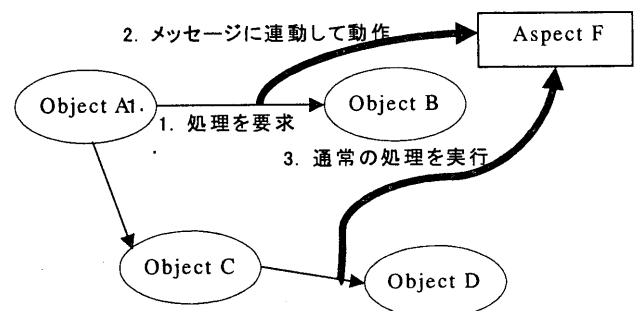 2. メッセージに連動して動作
Aspect F
Object A1.
Object B
1. 処理を要求
3. 通常の処理を実行
Object C
Object D